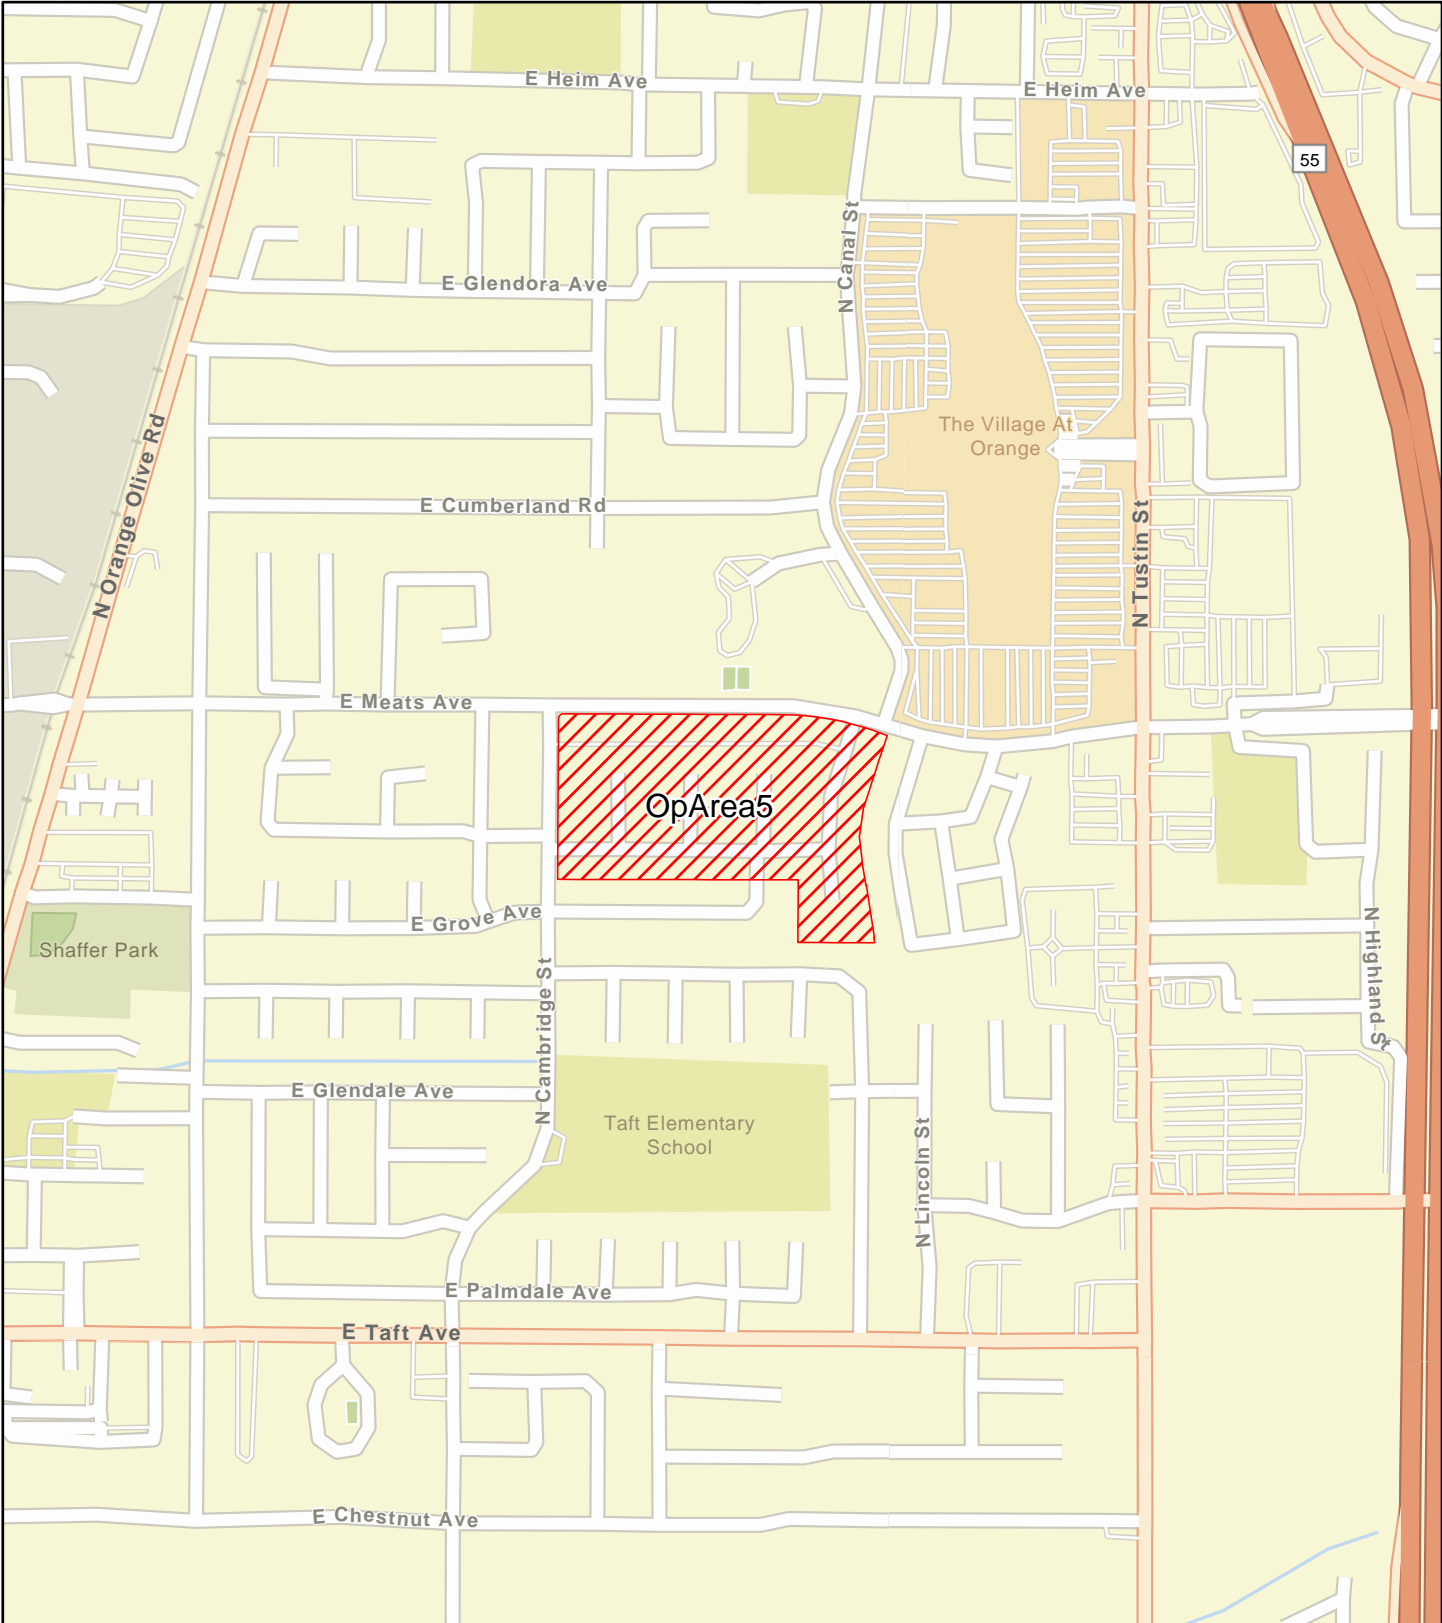 E Heim Ave
E Heim Ave
55
N Canal St
E Glendora Ave
The Village At
Orange
N Orange Olive Rd
E Cumberland Rd
N Tustin St
E Meats Ave
OpArea5
E Grove Ave
Shaffer Park
N Highland St
N Cambridge St
E Glendale Ave
Taft Elementary
School
N Lincoln St
E Palmdale Ave
E Taft Ave
E Chestnut Ave